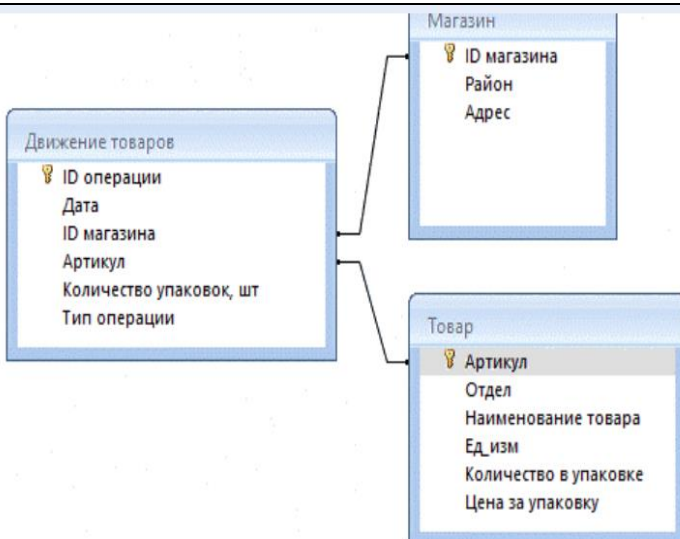 Магазин
ID магазина
Район
Адрес
Движение товаров
ID операции
Дата
ID магазина
Артикул
Количество упаковок, шт
Тип операции
Товар
Артикул
Отдел
Наименование товара
Ед_изм
Количество в упаковке
Цена за упаковку